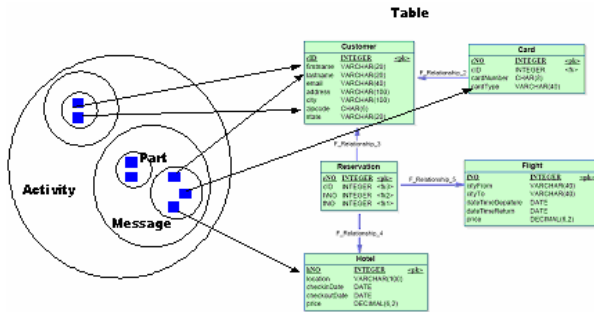 Table
Customer
cID INTEGER <pk>
firstname VARCHAR(20)
lastname VARCHAR(20)
email VARCHAR(40)
address VARCHAR(100)
city VARCHAR(100)
zipcode CHAR(6)
state VARCHAR(20)
F_Relationship_2
Card
cNO INTEGER <pk>
cID INTEGER <fk>
cardNumber CHAR(8)
cardType VARCHAR(40)
F_Relationship_3
Part
Activity
Message
Reservation
rNO INTEGER <pk>
cID INTEGER <fk3>
hNO INTEGER <fk2>
fNO INTEGER <fk1>
F_Relationship_5
Flight
fNO INTEGER <pk>
cityFrom VARCHAR(40)
cityTo VARCHAR(40)
dateTimeDepature DATE
dateTimeReturn DATE
price DECIMAL(6,2)
F_Relationship_4
Hotel
hNO INTEGER <pk>
location VARCHAR(100)
checkinDate DATE
checkoutDate DATE
price DECIMAL(6,2)